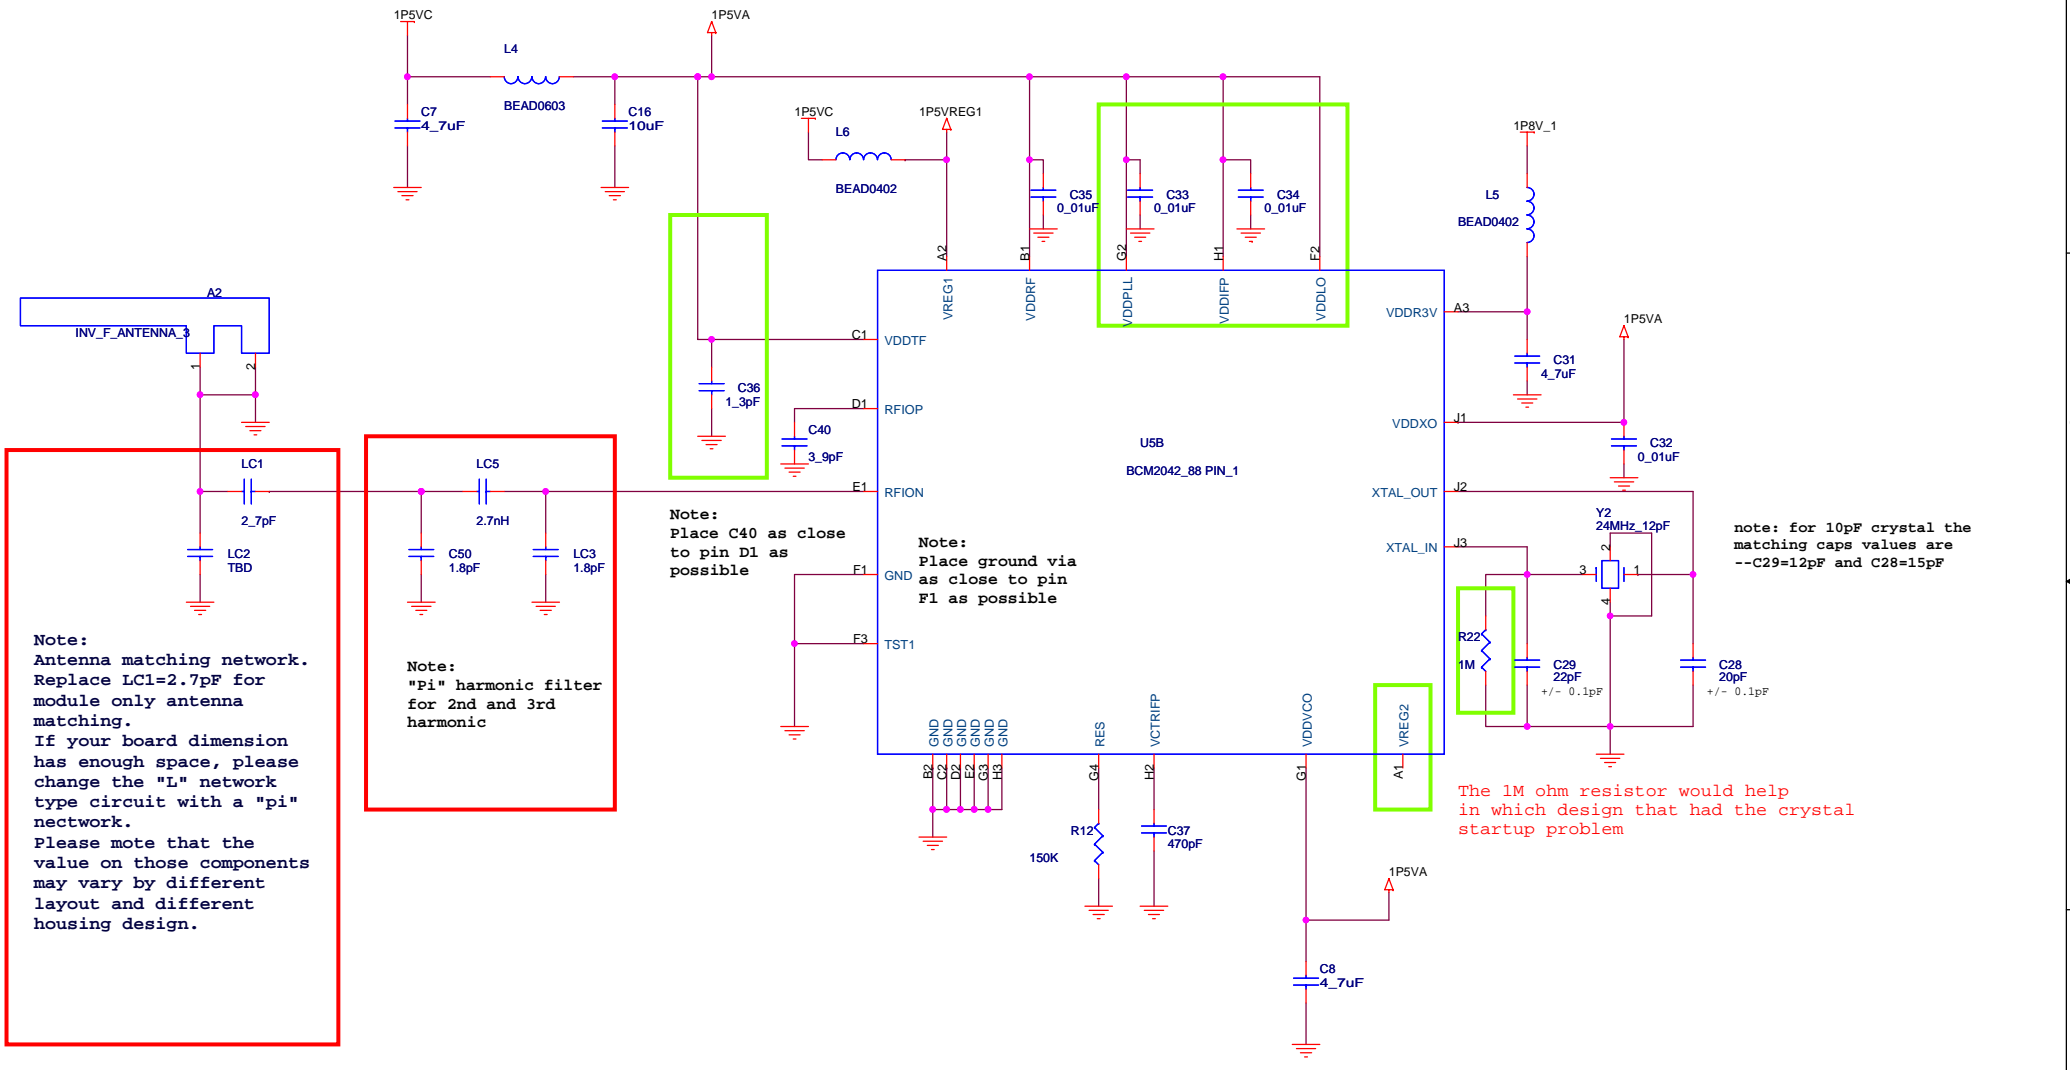 1P5VC
1P5VA
L4
BEAD0603
C7
4_7uF
C16
10uF
1P5VC
1P5VREG1
L6
BEAD0402
C35
0_01uF
C33
0_01uF
C34
0_01uF
1P8V_1
L5
BEAD0402
A2
B1
G2
H1
F2
VREG1
VDDRF
VDDPLL
VDDIFP
VDDLO
A2
INV_F_ANTENNA_3
1
2
C1
VDDTF
C36
1_3pF
D1
RFIOP
C40
3_9pF
E1
RFION
VDDR3V
A3
C31
4_7uF
1P5VA
VDDXO
J1
C32
0_01uF
U5B
BCM2042_88 PIN_1
XTAL_OUT
J2
XTAL_IN
J3
Y2
24MHz_12pF
2
3
1
4
note: for 10pF crystal the
matching caps values are
--C29=12pF and C28=15pF
LC1
2_7pF
LC2
TBD
LC5
2.7nH
C50
1.8pF
LC3
1.8pF
Note:
Place C40 as close
to pin D1 as
possible
Note:
Place ground via
as close to pin
F1 as possible
F1
GND
F3
TST1
R22
1M
C29
22pF
+/- 0.1pF
C28
20pF
+/- 0.1pF
Note:
Antenna matching network.
Replace LC1=2.7pF for
module only antenna
matching.
If your board dimension
has enough space, please
change the "L" network
type circuit with a "pi"
nectwork.
Please mote that the
value on those components
may vary by different
layout and different
housing design.
Note:
"Pi" harmonic filter
for 2nd and 3rd
harmonic
GND
GND
GND
GND
GND
GND
RES
VCTRIFP
VDDVCO
VREG2
B2
C2
D2
E2
G3
H3
G4
H2
G1
A1
The 1M ohm resistor would help
in which design that had the crystal
startup problem
R12
150K
C37
470pF
1P5VA
C8
4_7uF